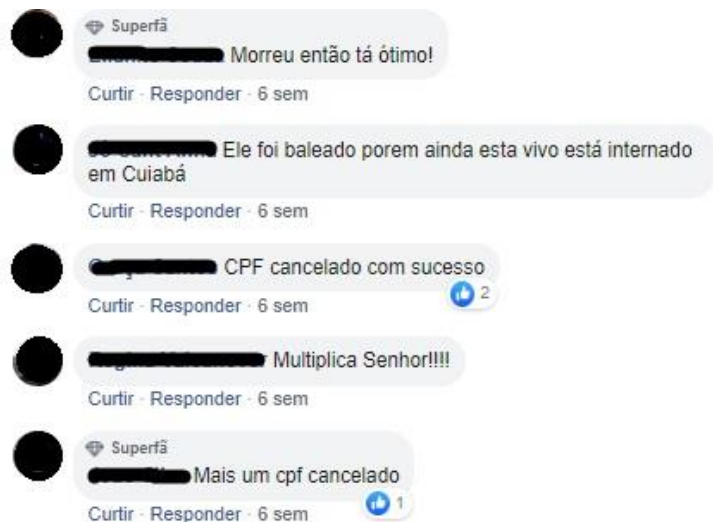 Superfã
Morreu então tá ótimo!
Curtir · Responder · 6 sem
Ele foi baleado porem ainda esta vivo está internado
em Cuiabá
Curtir · Responder · 6 sem
CPF cancelado com sucesso
2
Curtir · Responder · 6 sem
Multiplica Senhor!!!!
Curtir · Responder · 6 sem
Superfã
Mais um cpf cancelado
1
Curtir · Responder · 6 sem